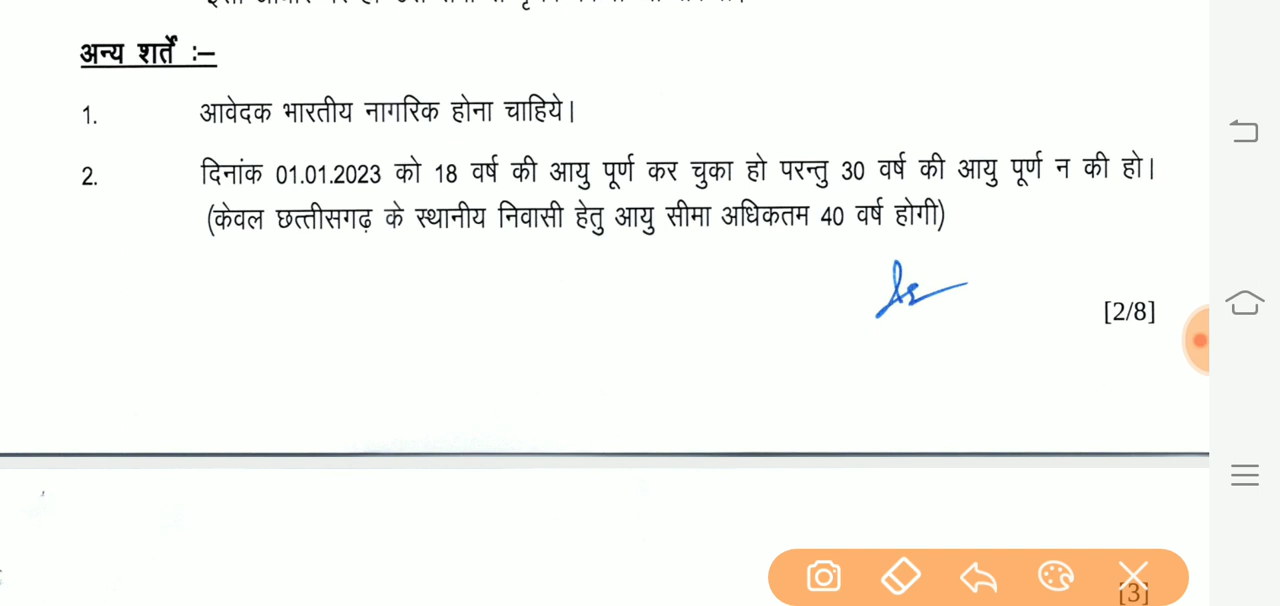 अन्य शर्तें :–
1. आवेदक भारतीय नागरिक होना चाहिये।
2. दिनांक 01.01.2023 को 18 वर्ष की आयु पूर्ण कर चुका हो परन्तु 30 वर्ष की आयु पूर्ण न की हो।
(केवल छत्तीसगढ़ के स्थानीय निवासी हेतु आयु सीमा अधिकतम 40 वर्ष होगी)
[2/8]
[3]